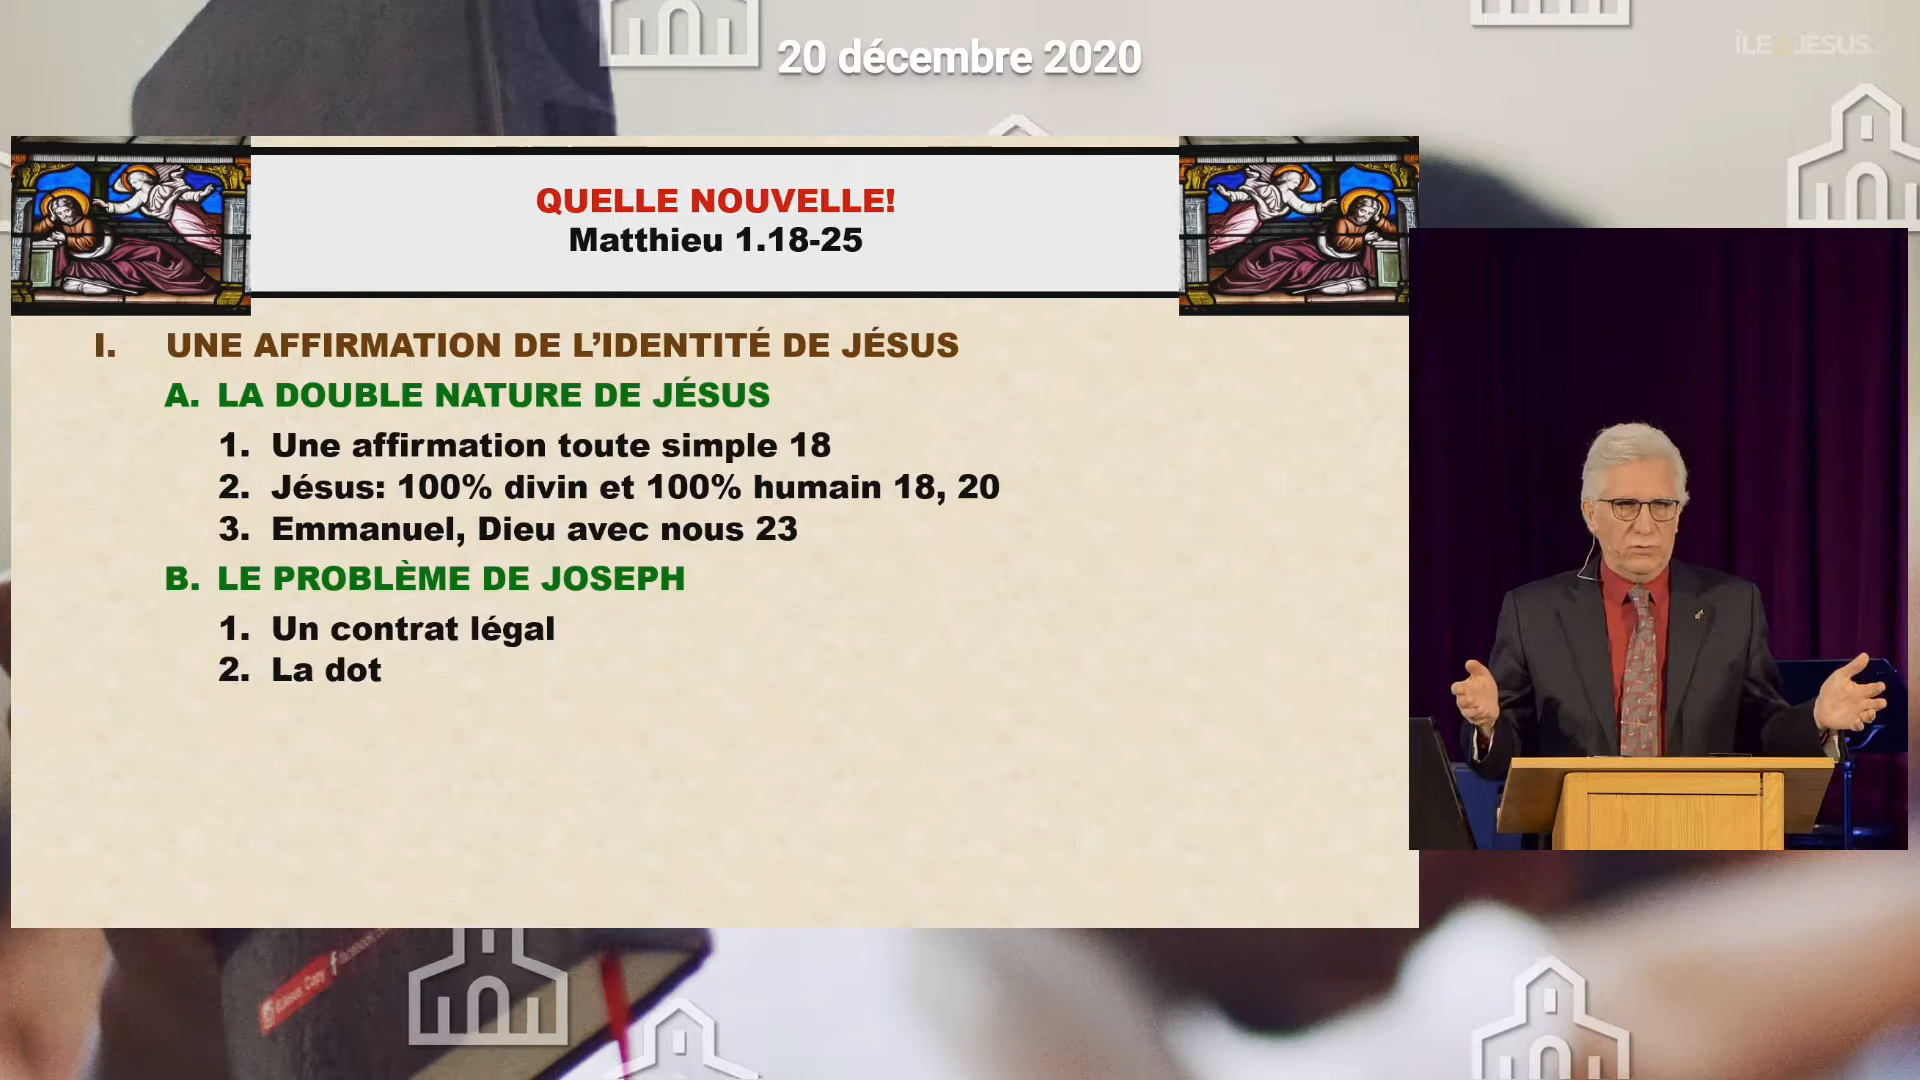 20 décembre 2020
QUELLE NOUVELLE!
Matthieu 1.18-25
I. UNE AFFIRMATION DE L’IDENTITÉ DE JÉSUS
A. LA DOUBLE NATURE DE JÉSUS
1. Une affirmation toute simple 18
2. Jésus: 100% divin et 100% humain 18, 20
3. Emmanuel, Dieu avec nous 23
B. LE PROBLÈME DE JOSEPH
1. Un contrat légal
2. La dot